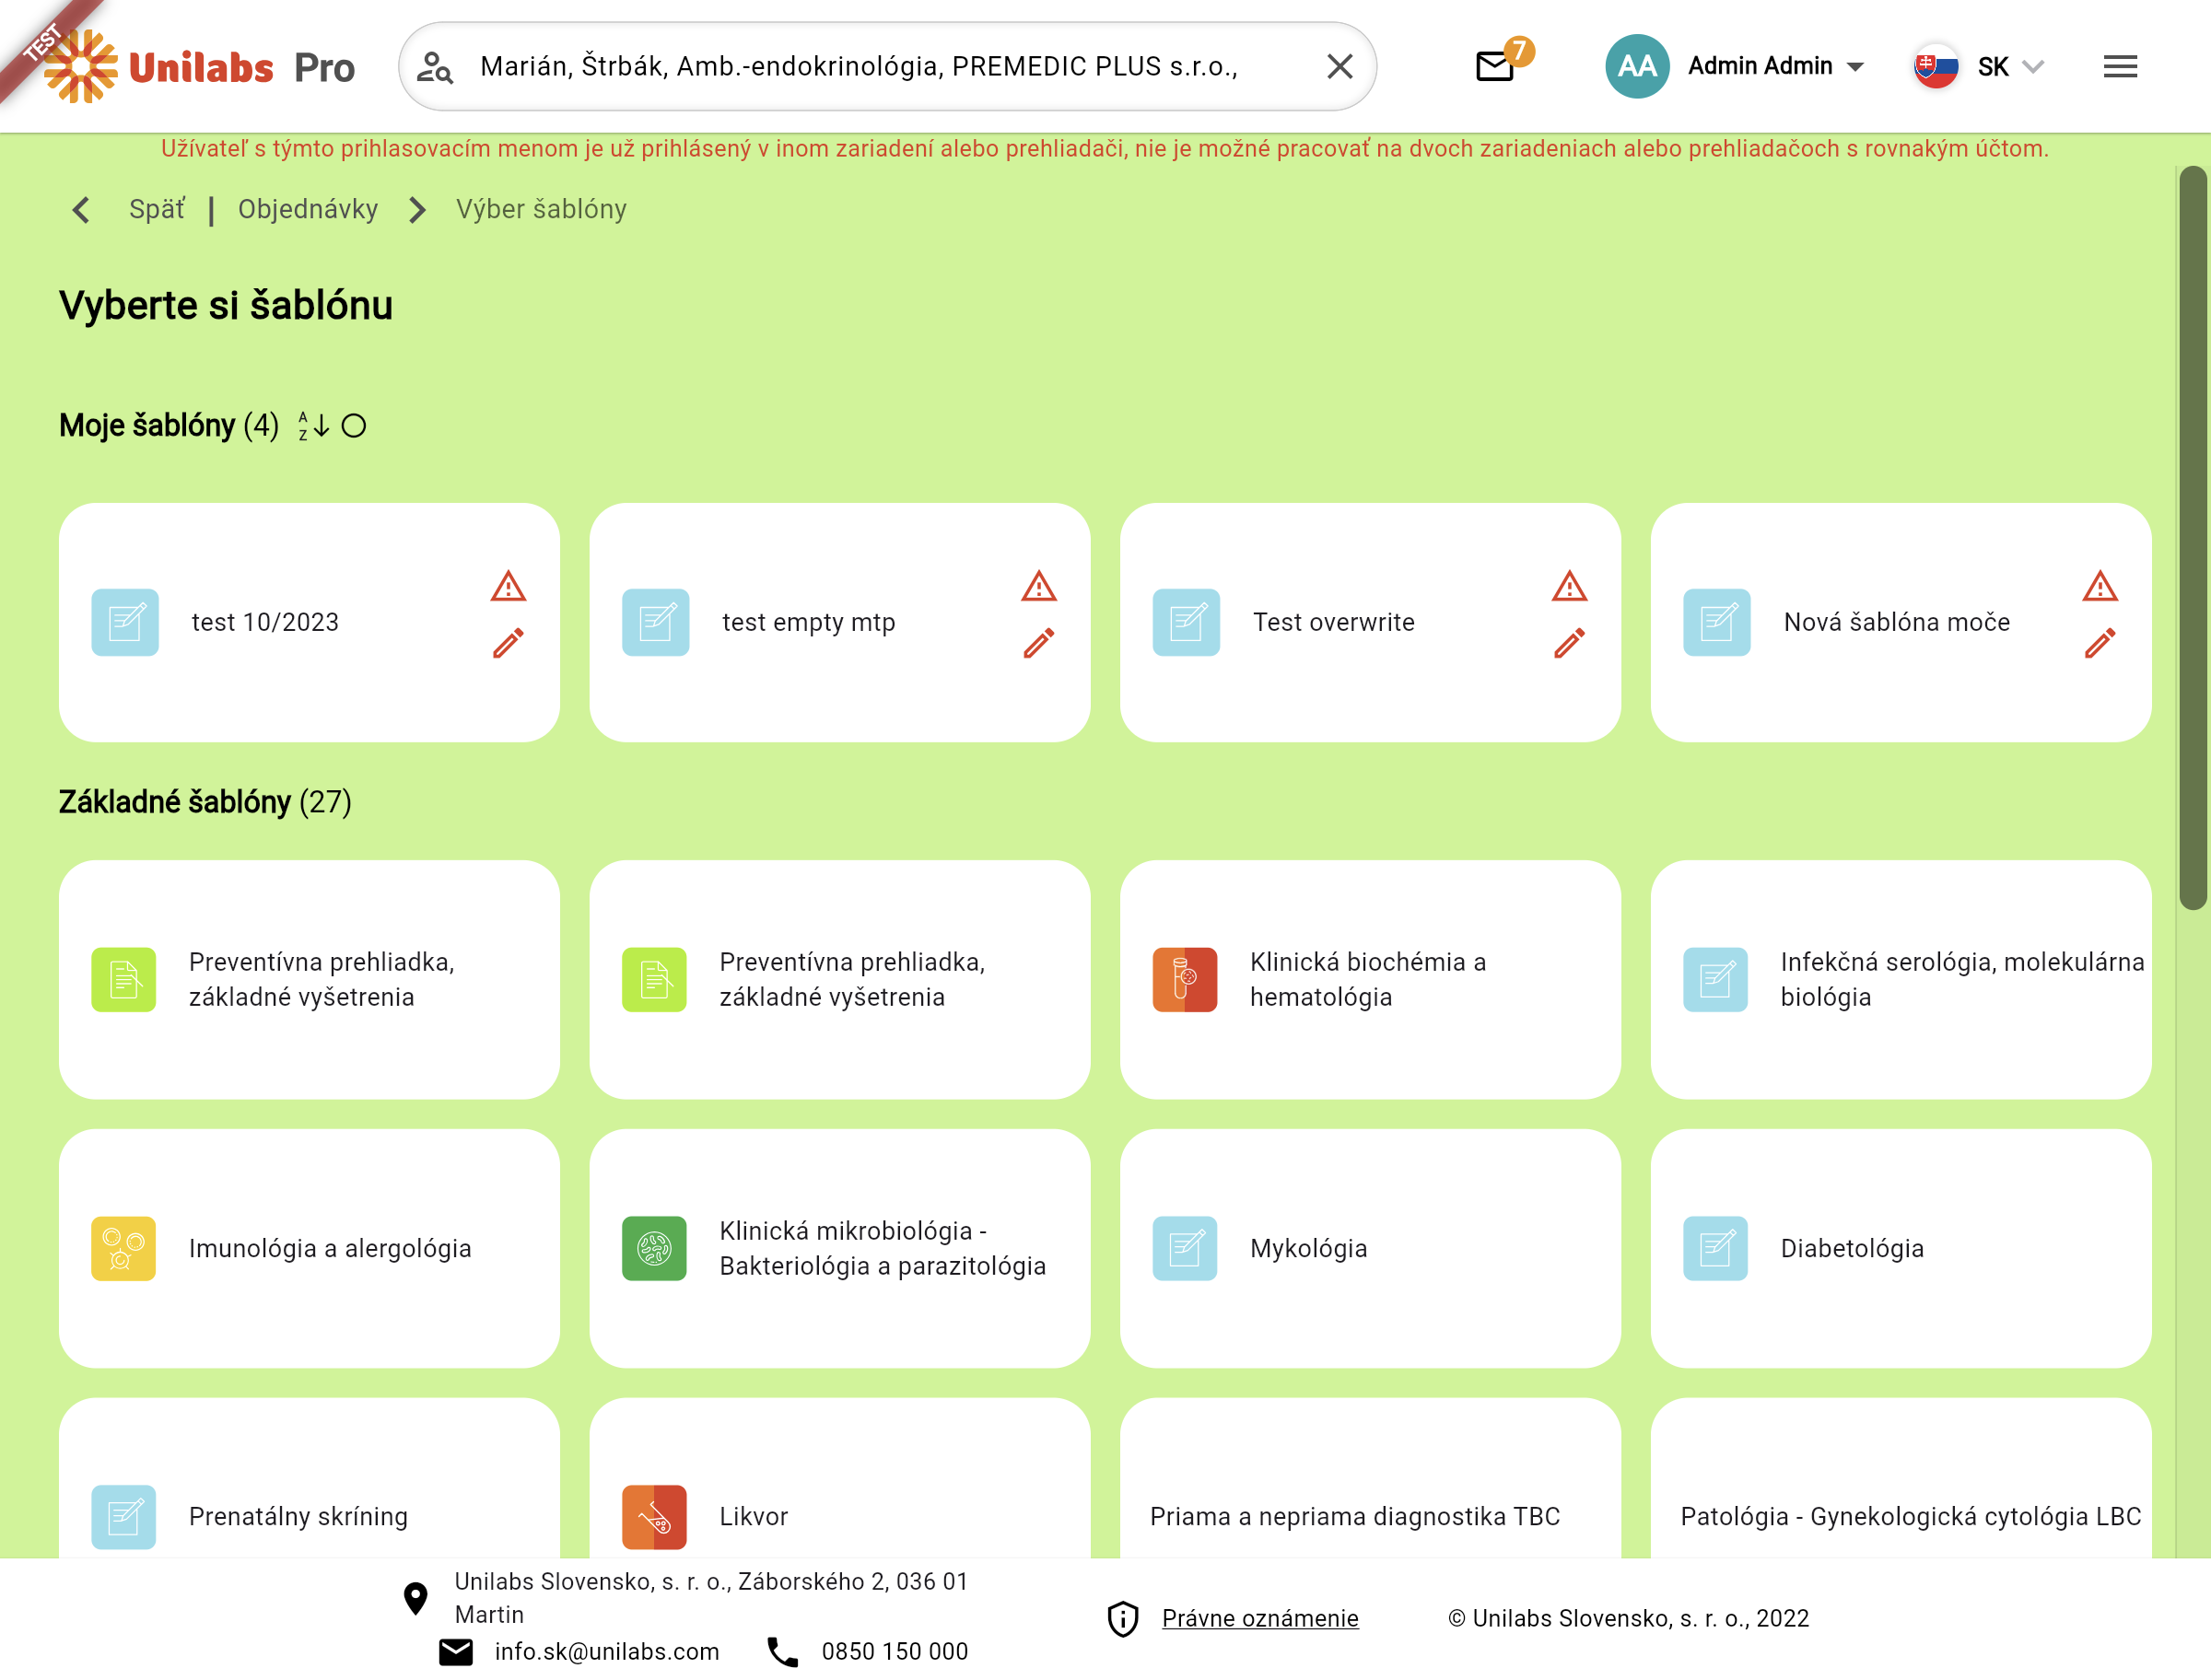 TEST
Unilabs Pro
Marián, Štrbák, Amb.-endokrinológia, PREMEDIC PLUS s.r.o.,
7
AA
Admin Admin
SK
Užívateľ s týmto prihlasovacím menom je už prihlásený v inom zariadení alebo prehliadači, nie je možné pracovať na dvoch zariadeniach alebo prehliadačoch s rovnakým účtom.
Späť | Objednávky > Výber šablóny
Vyberte si šablónu
Moje šablóny (4)
A
Z
test 10/2023
test empty mtp
Test overwrite
Nová šablóna moče
Základné šablóny (27)
Preventívna prehliadka,
základné vyšetrenia
Preventívna prehliadka,
základné vyšetrenia
Klinická biochémia a
hematológia
Infekčná serológia, molekulárna
biológia
Imunológia a alergológia
Klinická mikrobiológia -
Bakteriológia a parazitológia
Mykológia
Diabetológia
Prenatálny skríning
Likvor
Priama a nepriama diagnostika TBC
Patológia - Gynekologická cytológia LBC
Unilabs Slovensko, s. r. o., Záborského 2, 036 01
Martin
info.sk@unilabs.com
0850 150 000
Právne oznámenie
© Unilabs Slovensko, s. r. o., 2022